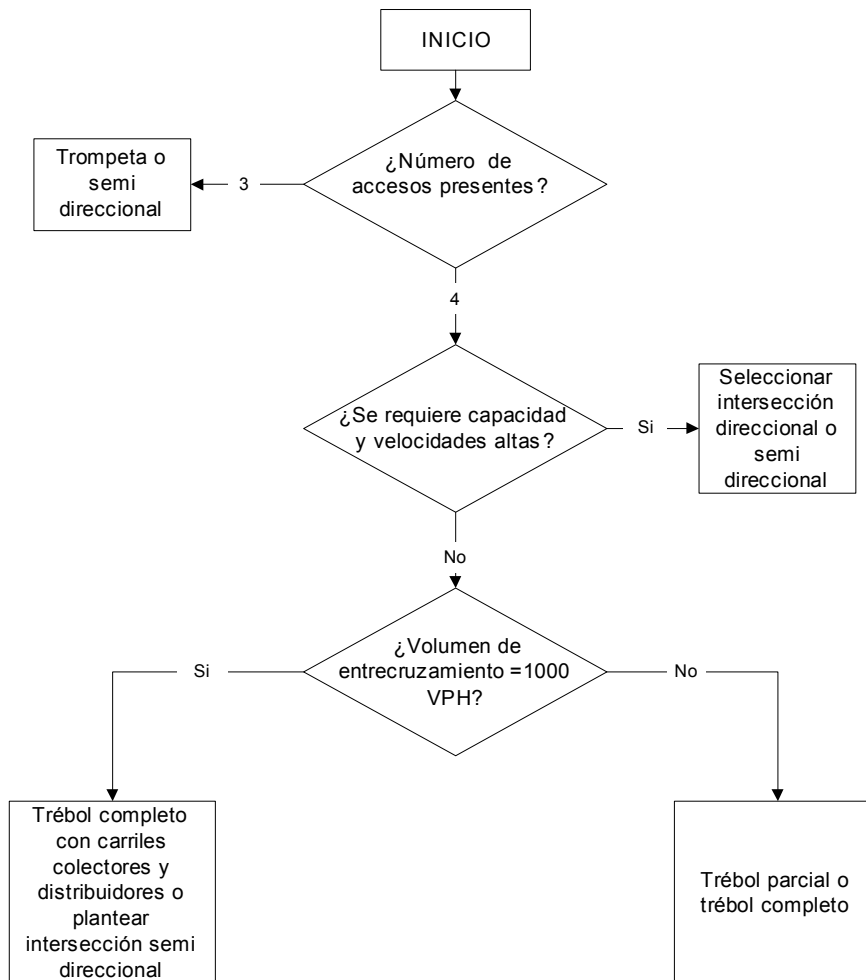 INICIO
¿Número de
accesos presentes?
3
Trompeta o
semi
direccional
4
¿Se requiere capacidad
y velocidades altas?
Si
Seleccionar
intersección
direccional o
semi
direccional
No
¿Volumen de
entrecruzamiento =1000
VPH?
Si
No
Trébol completo
con carriles
colectores y
distribuidores o
plantear
intersección semi
direccional
Trébol parcial o
trébol completo